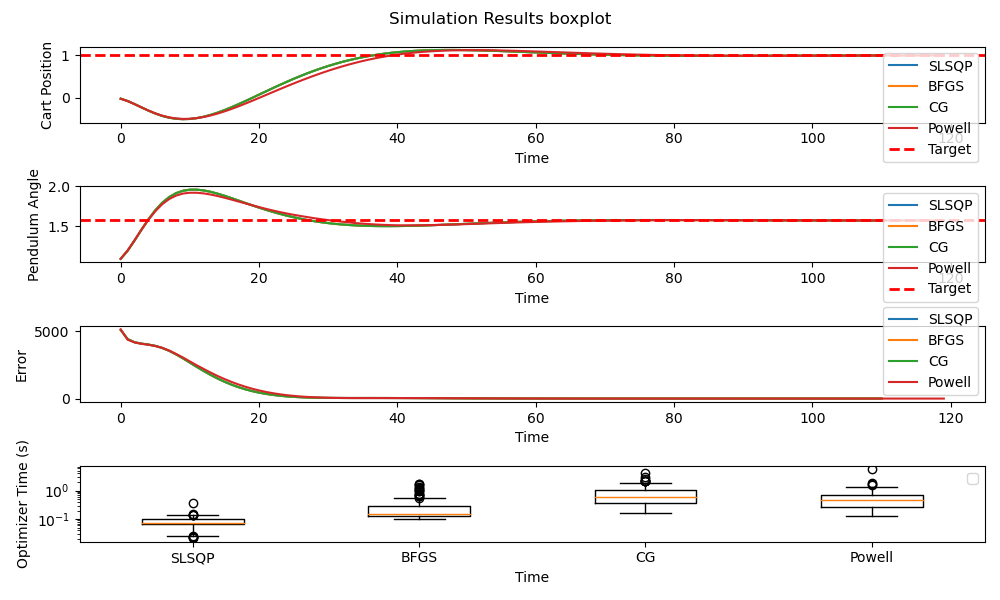 Simulation Results boxplot
Cart Position
1
0
0 20 40 60 80 100 120
Time
SLSQP
BFGS
CG
Powell
Target
Pendulum Angle
2.0
1.5
0 20 40 60 80 100 120
Time
SLSQP
BFGS
CG
Powell
Target
Error
5000
0
0 20 40 60 80 100 120
Time
SLSQP
BFGS
CG
Powell
Optimizer Time (s)
10⁰
10⁻¹
SLSQP BFGS CG Powell
Time